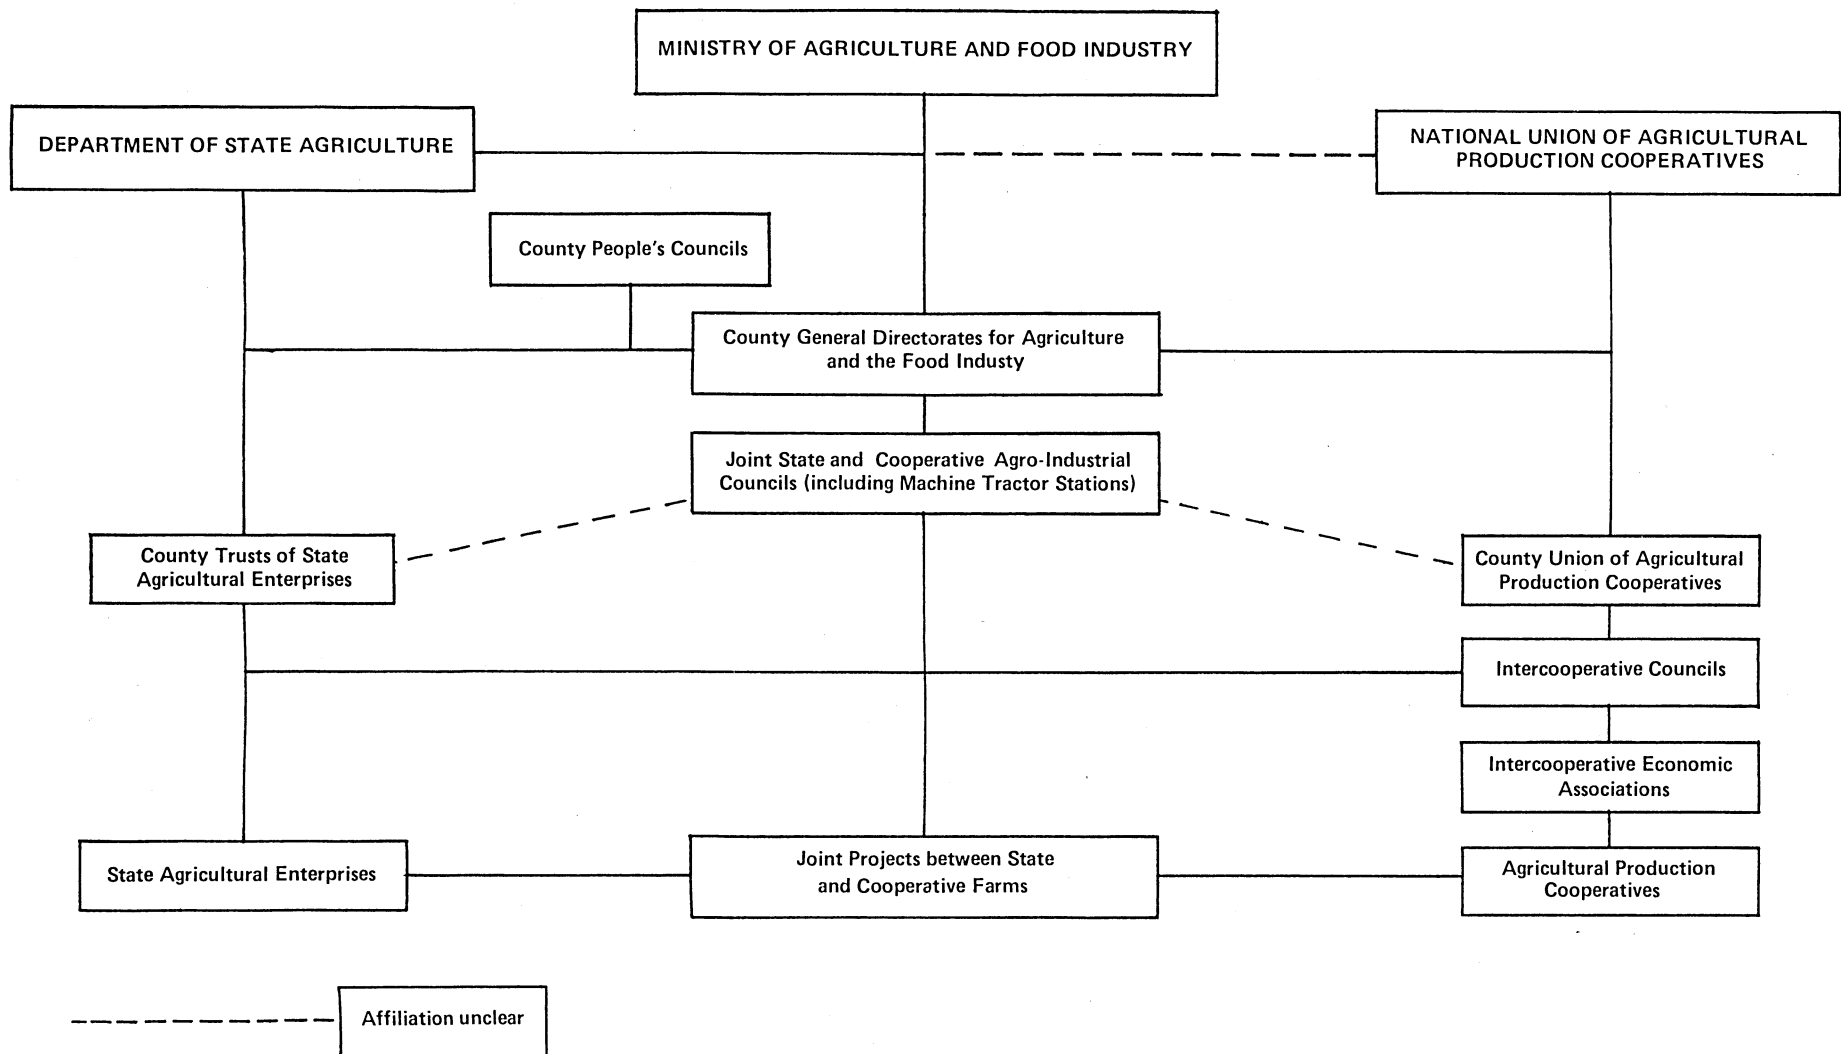 MINISTRY OF AGRICULTURE AND FOOD INDUSTRY
DEPARTMENT OF STATE AGRICULTURE
NATIONAL UNION OF AGRICULTURAL
PRODUCTION COOPERATIVES
County People's Councils
County General Directorates for Agriculture
and the Food Industy
Joint State and Cooperative Agro-Industrial
Councils (including Machine Tractor Stations)
County Trusts of State
Agricultural Enterprises
County Union of Agricultural
Production Cooperatives
Intercooperative Councils
Intercooperative Economic
Associations
State Agricultural Enterprises
Joint Projects between State
and Cooperative Farms
Agricultural Production
Cooperatives
Affiliation unclear